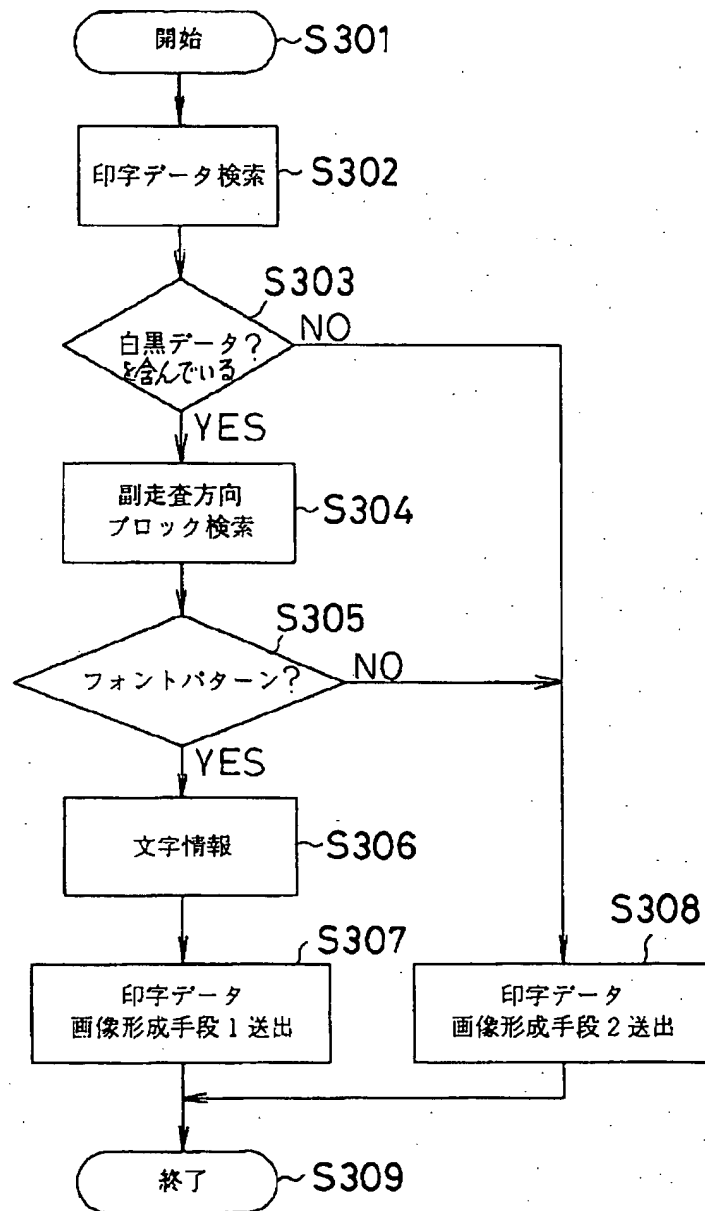 開始
S301
印字データ検索
S302
S303
白黒データ?
を含んでいる
NO
YES
副走査方向
ブロック検索
S304
S305
フォントパターン?
NO
YES
文字情報
S306
S307
印字データ
画像形成手段1送出
S308
印字データ
画像形成手段2送出
終了
S309